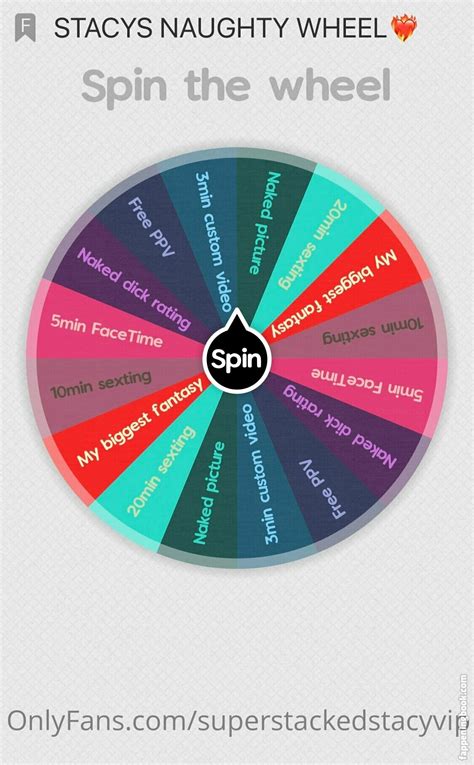 F
STACYS NAUGHTY WHEEL❤️‍🔥
Spin the wheel
Naked picture
20min sexting
My biggest fantasy
10min sexting
5min FaceTime
Naked dick rating
Free PPV
3min custom video
Naked picture
20min sexting
My biggest fantasy
10min sexting
5min FaceTime
Naked dick rating
Free PPV
3min custom video
Spin
OnlyFans.com/superstackedstacyvip